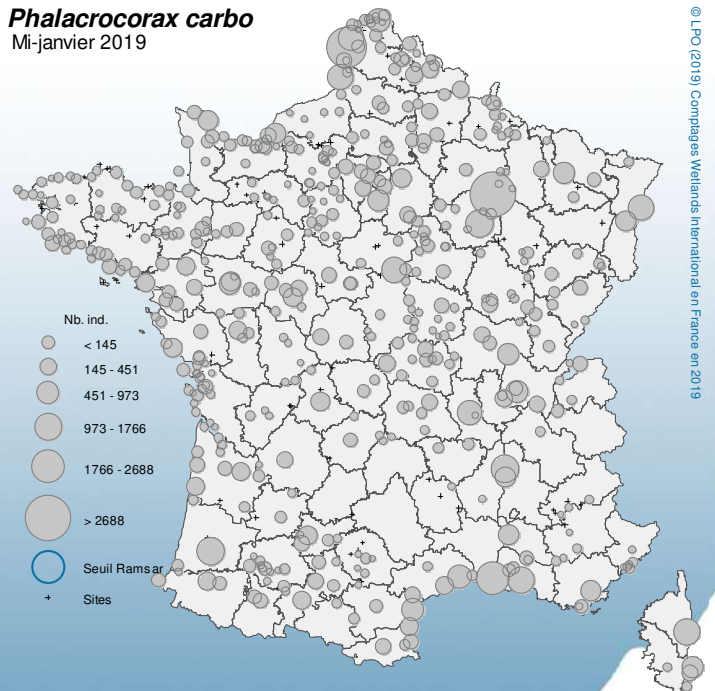 Phalacrocorax carbo
Mi-janvier 2019
Nb. ind.
< 145
145 - 451
451 - 973
973 - 1766
1766 - 2688
> 2688
Seuil Ramsar
Sites
© LPO (2019) Comptages Wetlands International en France en 2019